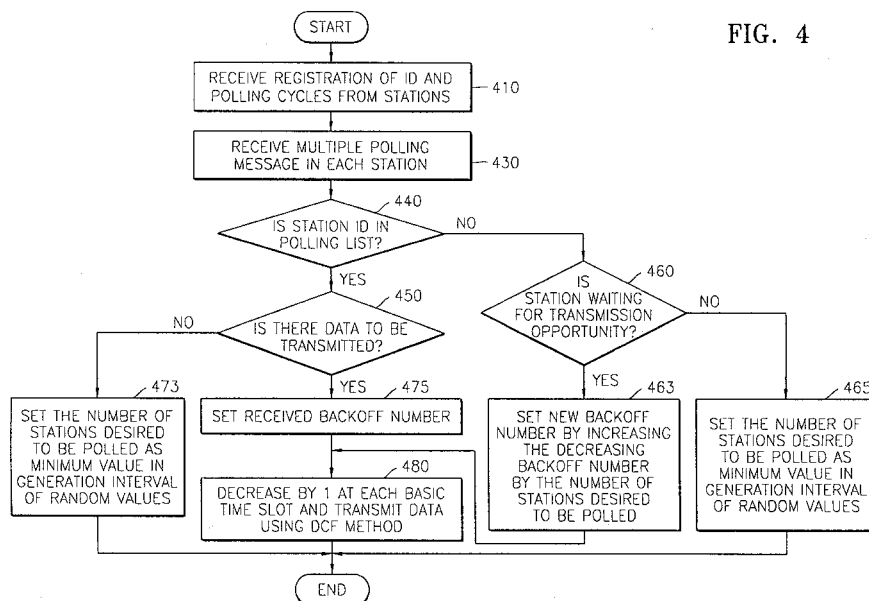 FIG. 4
START
RECEIVE REGISTRATION OF ID AND
POLLING CYCLES FROM STATIONS
410
RECEIVE MULTIPLE POLLING
MESSAGE IN EACH STATION
430
440
IS STATION ID IN
POLLING LIST?
NO
YES
460
IS
STATION WAITING
FOR TRANSMISSION
OPPORTUNITY?
NO
YES
450
IS THERE DATA TO BE
TRANSMITTED?
NO
YES
473
SET THE NUMBER OF
STATIONS DESIRED
TO BE POLLED AS
MINIMUM VALUE IN
GENERATION INTERVAL
OF RANDOM VALUES
475
SET RECEIVED BACKOFF NUMBER
480
DECREASE BY 1 AT EACH BASIC
TIME SLOT AND TRANSMIT DATA
USING DCF METHOD
463
SET NEW BACKOFF
NUMBER BY INCREASING
THE DECREASING
BACKOFF NUMBER
BY THE NUMBER OF
STATIONS DESIRED
TO BE POLLED
465
SET THE NUMBER OF
STATIONS DESIRED
TO BE POLLED AS
MINIMUM VALUE IN
GENERATION INTERVAL
OF RANDOM VALUES
END